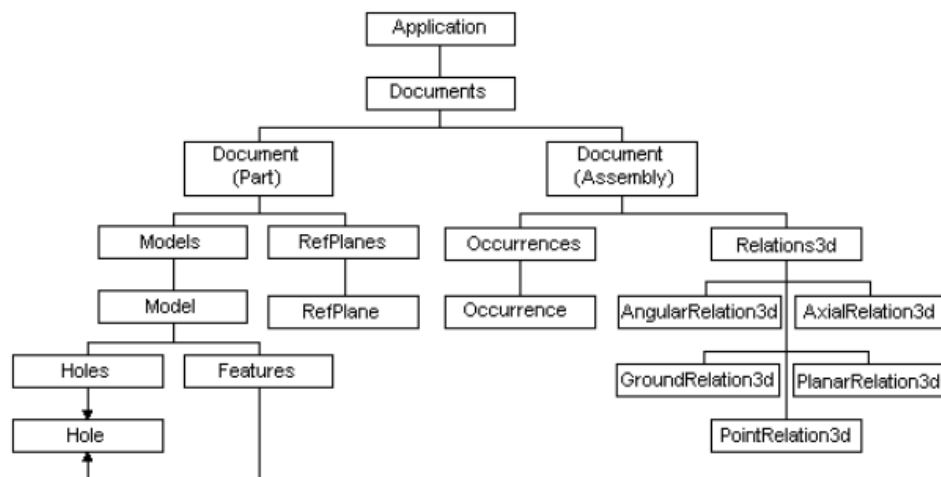 Application
Documents
Document
(Part)
Document
(Assembly)
Models
RefPlanes
Occurrences
Relations3d
Model
RefPlane
Occurrence
AngularRelation3d
AxialRelation3d
Holes
Features
GroundRelation3d
PlanarRelation3d
Hole
PointRelation3d